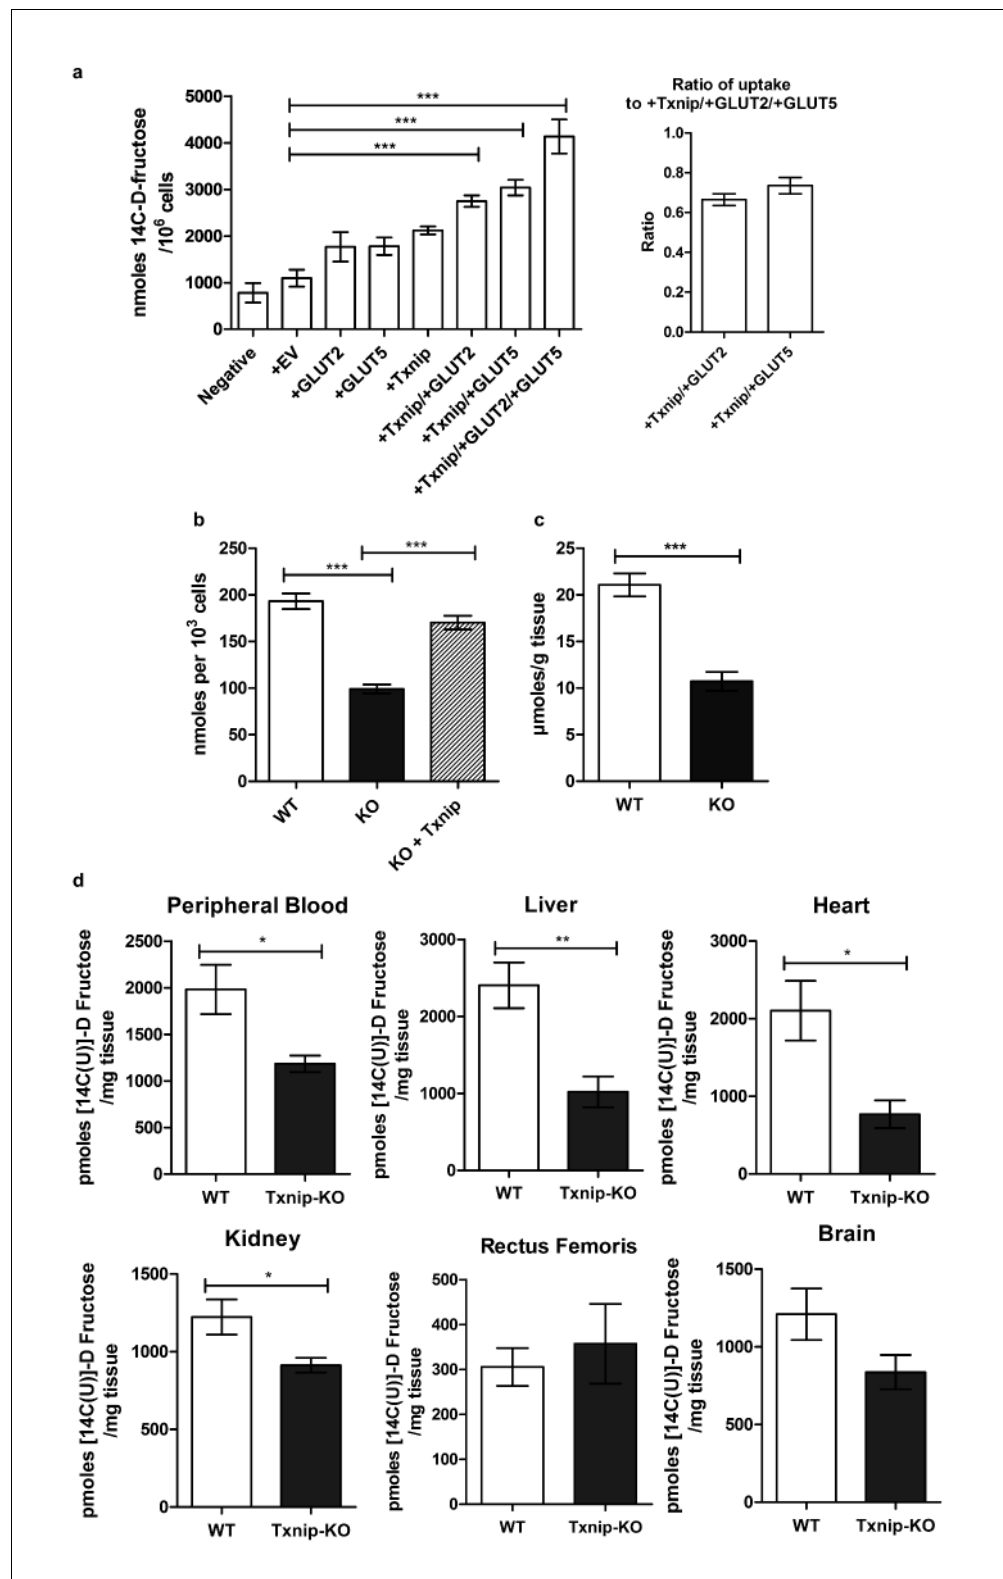 a
Ratio of uptake
to +Txnip/+GLUT2/+GLUT5
nmoles 14C-D-fructose
/10⁶ cells
5000
4000
3000
2000
1000
0
***
***
***
Negative
+EV
+GLUT2
+GLUT5
+Txnip
+Txnip/+GLUT2
+Txnip/+GLUT5
+Txnip/+GLUT2/+GLUT5
Ratio
1.0
0.8
0.6
0.4
0.2
0.0
+Txnip/+GLUT2
+Txnip/+GLUT5
b
nmoles per 10³ cells
250
200
150
100
50
0
***
***
WT
KO
KO + Txnip
c
µmoles/g tissue
25
20
15
10
5
0
***
WT
KO
d
Peripheral Blood
pmoles [14C(U)]-D Fructose
/mg tissue
2500
2000
1500
1000
500
0
*
WT
Txnip-KO
Liver
pmoles [14C(U)]-D Fructose
/mg tissue
3000
2000
1000
0
**
WT
Txnip-KO
Heart
pmoles [14C(U)]-D Fructose
/mg tissue
3000
2000
1000
0
*
WT
Txnip-KO
Kidney
pmoles [14C(U)]-D Fructose
/mg tissue
1500
1000
500
0
*
WT
Txnip-KO
Rectus Femoris
pmoles [14C(U)]-D Fructose
/mg tissue
500
400
300
200
100
0
WT
Txnip-KO
Brain
pmoles [14C(U)]-D Fructose
/mg tissue
1500
1000
500
0
WT
Txnip-KO